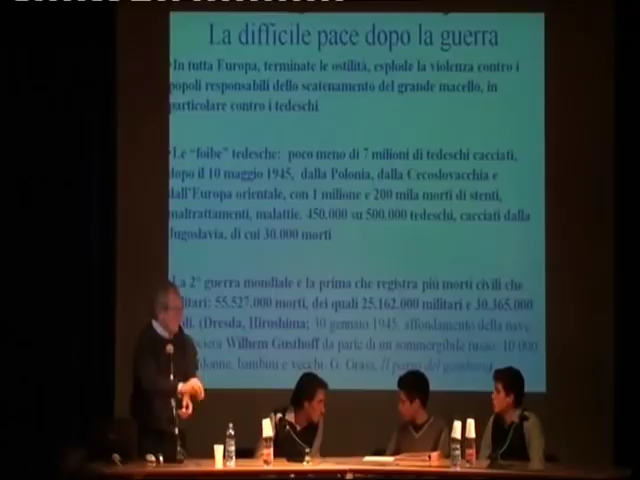 La difficile pace dopo la guerra
In tutta Europa, terminate le ostilità, esplode la violenza contro i
popoli responsabili dello scatenamento del grande macello, in
particolare contro i tedeschi
Le "foibe" tedesche: poco meno di 7 milioni di tedeschi cacciati,
dopo il 10 maggio 1945, dalla Polonia, dalla Cecoslovacchia e
dall'Europa orientale, con 1 milione e 200 mila morti di stenti,
maltrattamenti, malattie. 450.000 su 500.000 tedeschi, cacciati dalla
Jugoslavia, di cui 30.000 morti
La 2° guerra mondiale è la prima che registra più morti civili che
militari: 55.527.000 morti, dei quali 25.162.000 militari e 30.365.000
(Dresda, Hiroshima; 30 gennaio 1945, affondamento della nave
Wilhem Gusthoff da parte di un sommergibile russo: 10.000
donne, bambini e vecchi. G. Grass, Il passo del gambero)